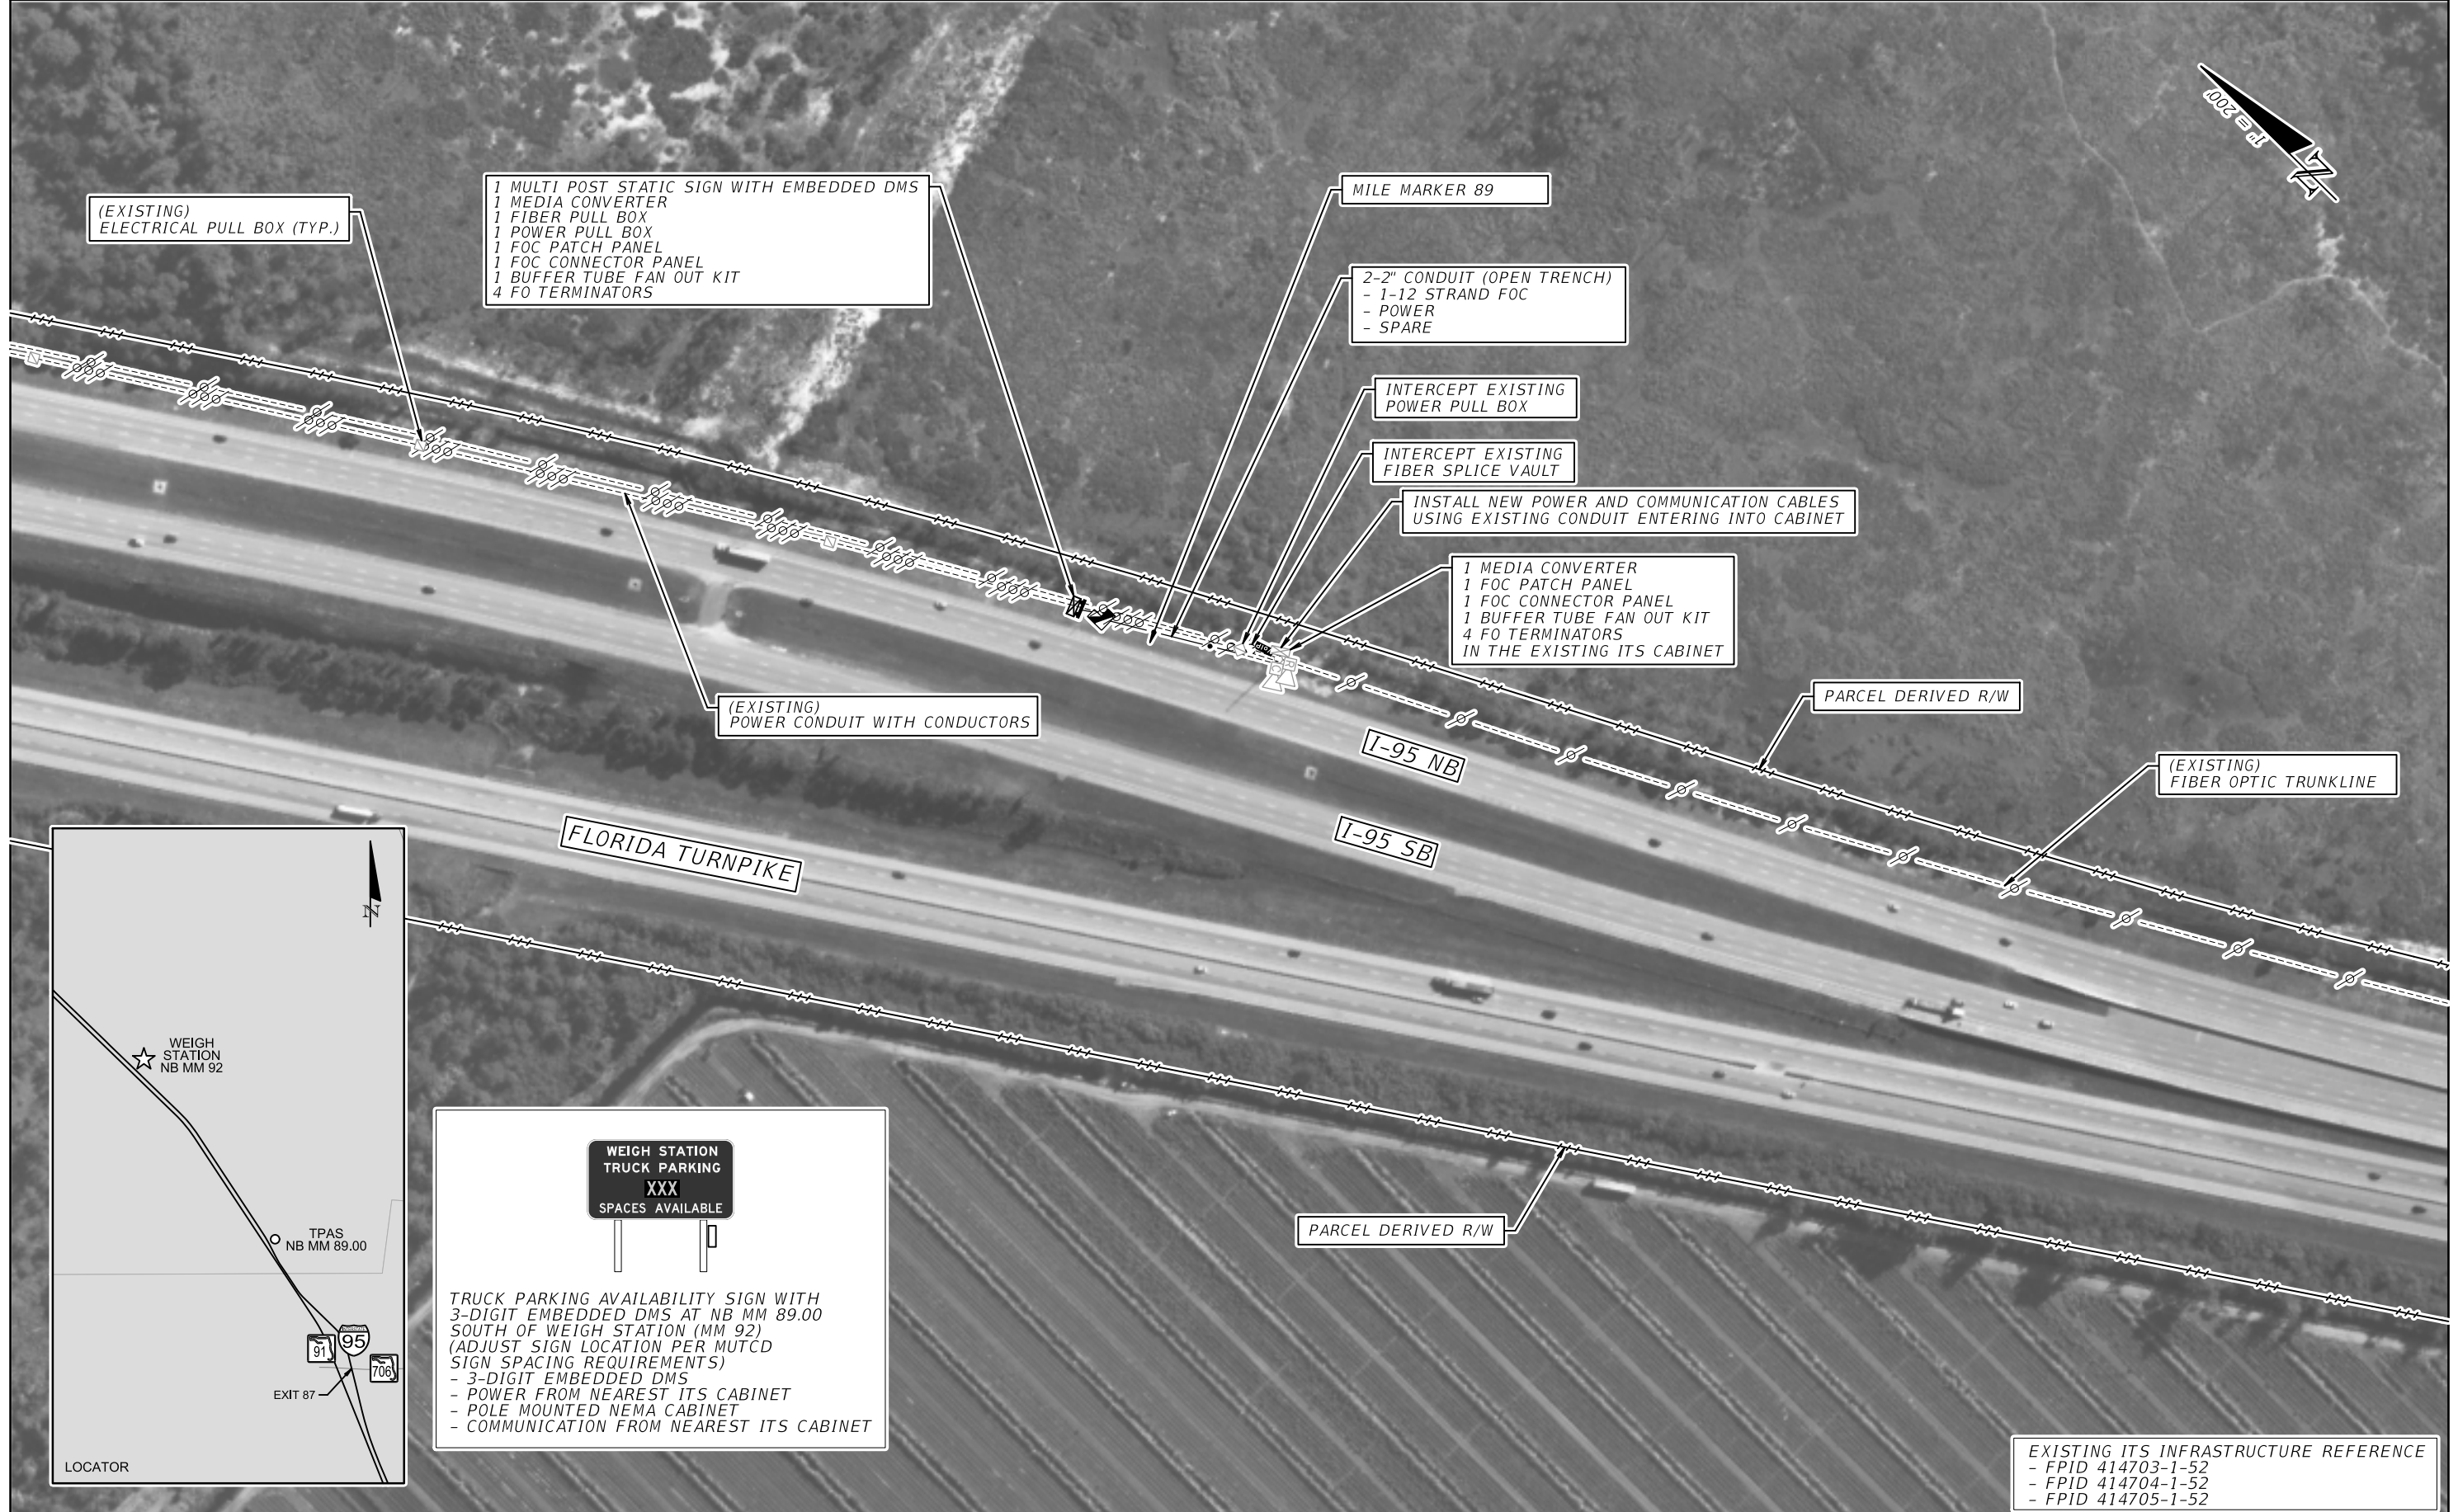 (EXISTING)
ELECTRICAL PULL BOX (TYP.)
1 MULTI POST STATIC SIGN WITH EMBEDDED DMS
1 MEDIA CONVERTER
1 FIBER PULL BOX
1 POWER PULL BOX
1 FOC PATCH PANEL
1 FOC CONNECTOR PANEL
1 BUFFER TUBE FAN OUT KIT
4 FO TERMINATORS
MILE MARKER 89
2-2" CONDUIT (OPEN TRENCH)
- 1-12 STRAND FOC
- POWER
- SPARE
INTERCEPT EXISTING
POWER PULL BOX
INTERCEPT EXISTING
FIBER SPLICE VAULT
INSTALL NEW POWER AND COMMUNICATION CABLES
USING EXISTING CONDUIT ENTERING INTO CABINET
1 MEDIA CONVERTER
1 FOC PATCH PANEL
1 FOC CONNECTOR PANEL
1 BUFFER TUBE FAN OUT KIT
4 FO TERMINATORS
IN THE EXISTING ITS CABINET
1" = 200'
N
(EXISTING)
POWER CONDUIT WITH CONDUCTORS
PARCEL DERIVED R/W
(EXISTING)
FIBER OPTIC TRUNKLINE
I-95 NB
I-95 SB
FLORIDA TURNPIKE
PARCEL DERIVED R/W
N
WEIGH
STATION
NB MM 92
TPAS
NB MM 89.00
95
91
706
EXIT 87
LOCATOR
WEIGH STATION
TRUCK PARKING
XXX
SPACES AVAILABLE
TRUCK PARKING AVAILABILITY SIGN WITH
3-DIGIT EMBEDDED DMS AT NB MM 89.00
SOUTH OF WEIGH STATION (MM 92)
(ADJUST SIGN LOCATION PER MUTCD
SIGN SPACING REQUIREMENTS)
- 3-DIGIT EMBEDDED DMS
- POWER FROM NEAREST ITS CABINET
- POLE MOUNTED NEMA CABINET
- COMMUNICATION FROM NEAREST ITS CABINET
EXISTING ITS INFRASTRUCTURE REFERENCE
- FPID 414703-1-52
- FPID 414704-1-52
- FPID 414705-1-52